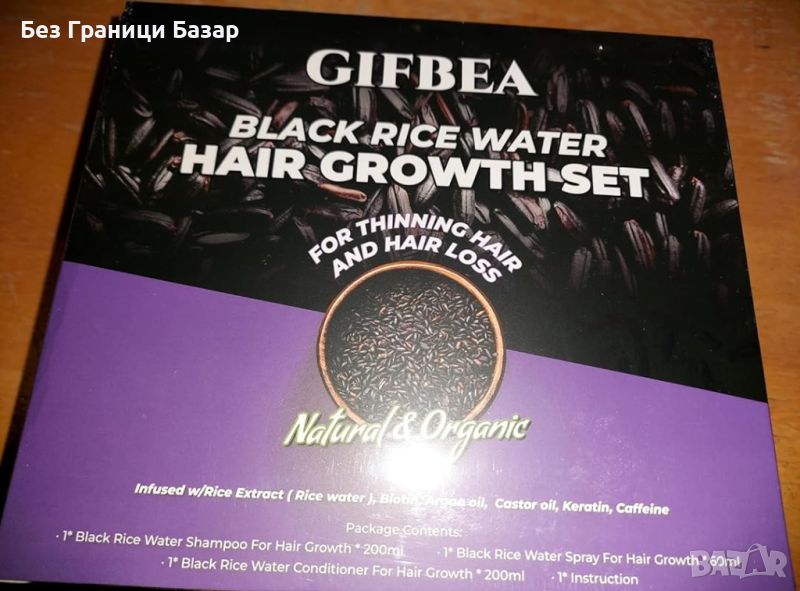 Без Граници Базар
GIFBEA
BLACK RICE WATER
HAIR GROWTH SET
FOR THINNING HAIR
AND HAIR LOSS
Natural & Organic
Infused w/Rice Extract ( Rice water ), Biotin, Argan oil, Castor oil, Keratin, Caffeine
Package Contents:
· 1* Black Rice Water Shampoo For Hair Growth * 200ml · 1* Black Rice Water Spray For Hair Growth * 60ml
· 1* Black Rice Water Conditioner For Hair Growth * 200ml · 1* Instruction
BAZAR